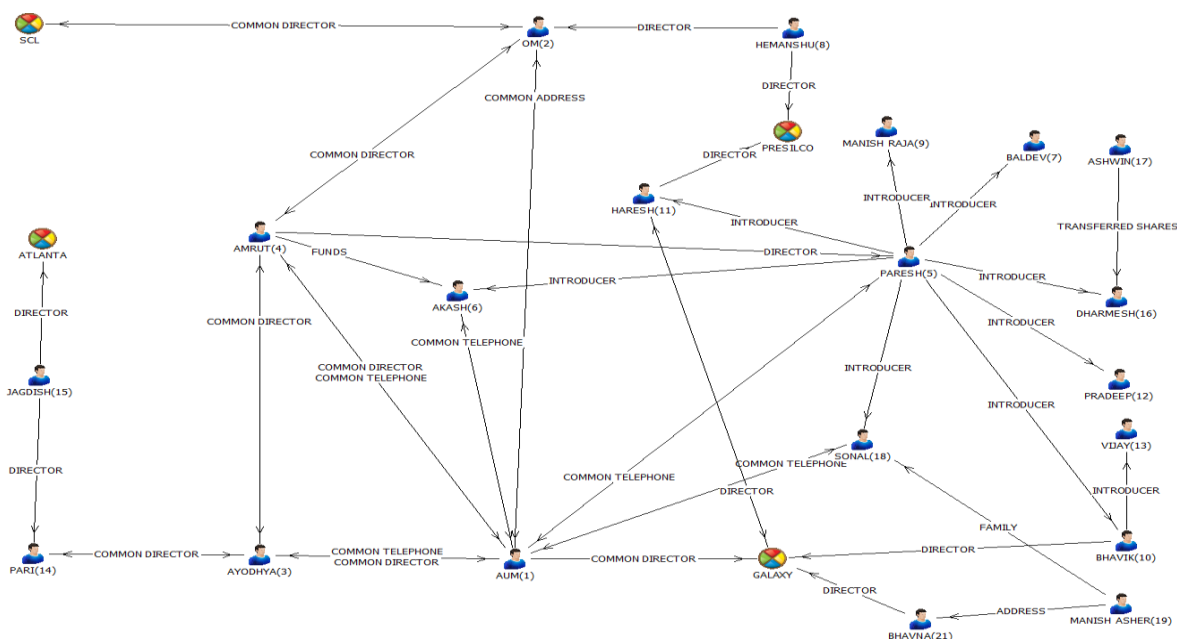 COMMON DIRECTOR
DIRECTOR
SCL
OM(2)
HEMANSHU(8)
DIRECTOR
COMMON ADDRESS
PRESILCO
MANISH RAJA(9)
BALDEV(7)
ASHWIN(17)
COMMON DIRECTOR
DIRECTOR
INTRODUCER
INTRODUCER
HARESH(11)
INTRODUCER
TRANSFERRED SHARES
AMRUT(4)
FUNDS
DIRECTOR
ATLANTA
PARESH(5)
INTRODUCER
INTRODUCER
AKASH(6)
DHARMESH(16)
DIRECTOR
COMMON DIRECTOR
INTRODUCER
COMMON TELEPHONE
COMMON DIRECTOR
COMMON TELEPHONE
INTRODUCER
JAGDISH(15)
PRADEEP(12)
INTRODUCER
VIJAY(13)
SONAL(18)
DIRECTOR
COMMON TELEPHONE
COMMON TELEPHONE
DIRECTOR
INTRODUCER
FAMILY
COMMON DIRECTOR
COMMON TELEPHONE
COMMON DIRECTOR
COMMON DIRECTOR
DIRECTOR
PARI(14)
AYODHYA(3)
AUM(1)
GALAXY
BHAVIK(10)
DIRECTOR
ADDRESS
MANISH ASHER(19)
BHAVNA(21)